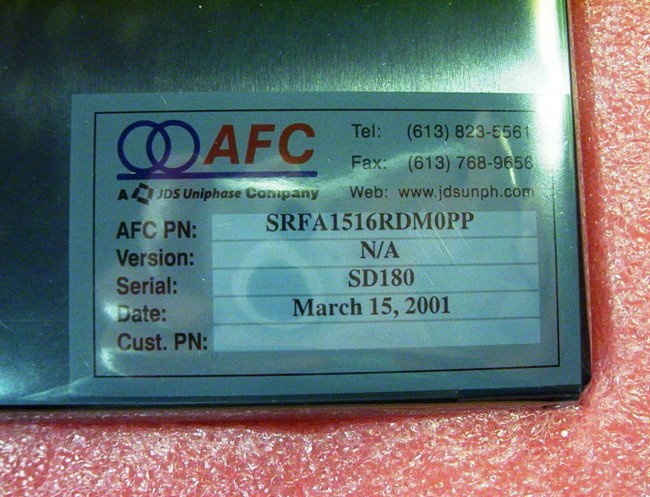 AFC
Tel: (613) 823-5561
Fax: (613) 768-9656
A JDS Uniphase Company
Web: www.jdsunph.com
AFC PN: SRFA1516RDM0PP
Version: N/A
Serial: SD180
Date: March 15, 2001
Cust. PN: